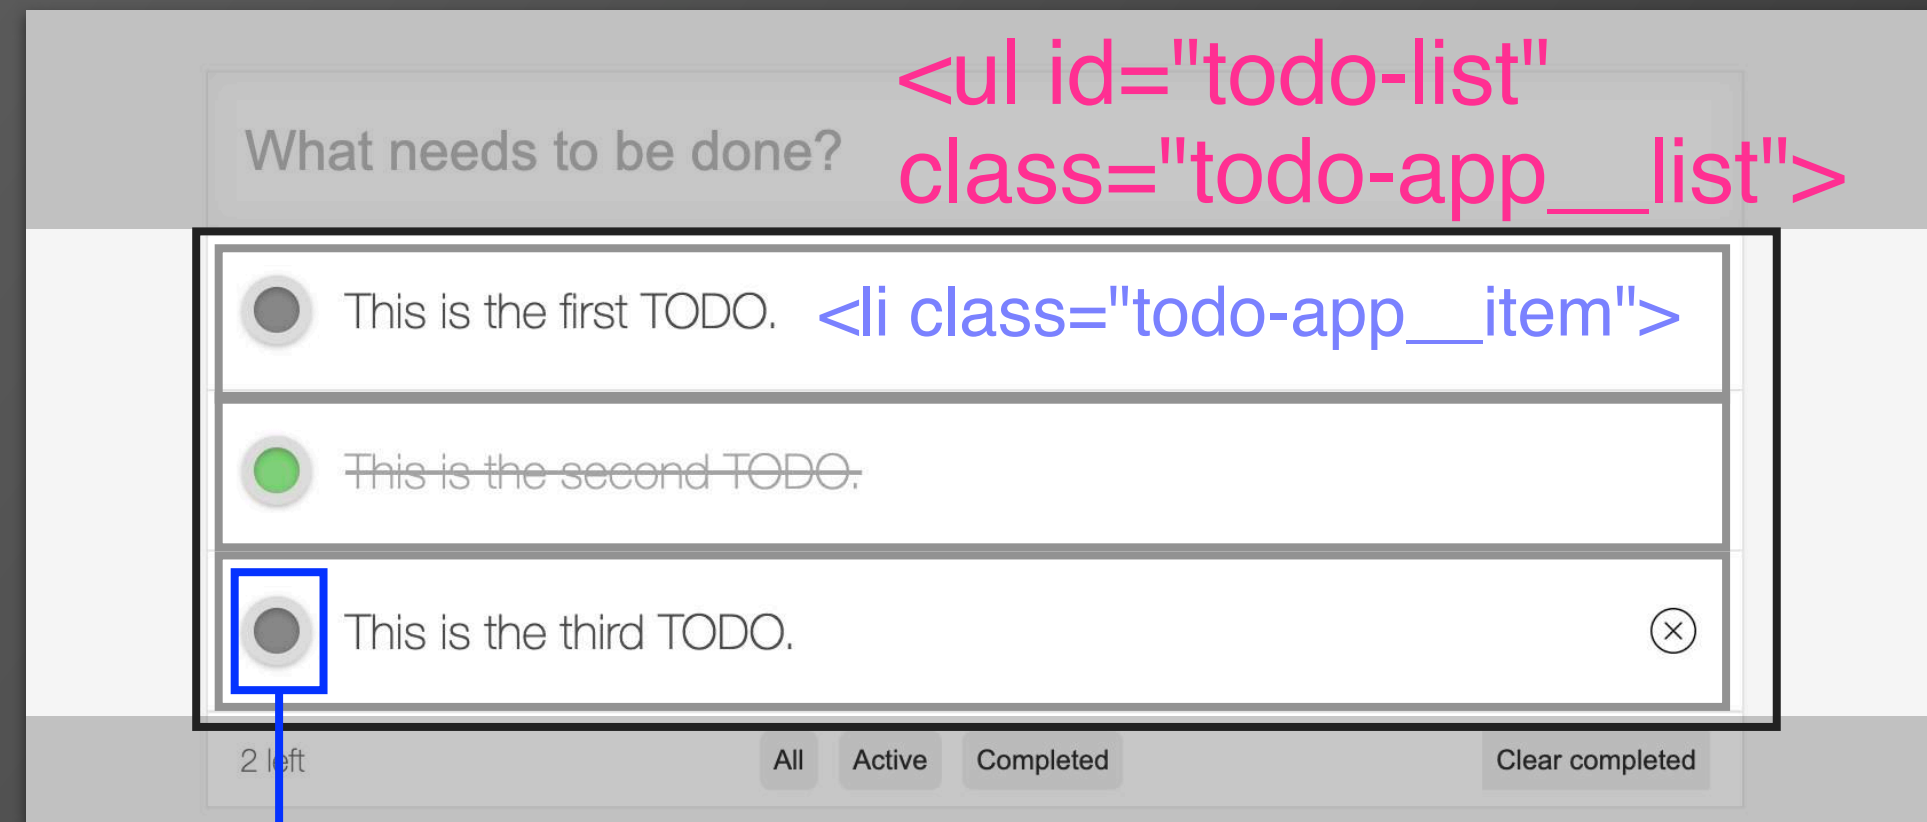 <ul id="todo-list"
class="todo-app__list">
What needs to be done?
This is the first TODO. <li class="todo-app__item">
This is the second TODO.
This is the third TODO.
2 left All Active Completed Clear completed